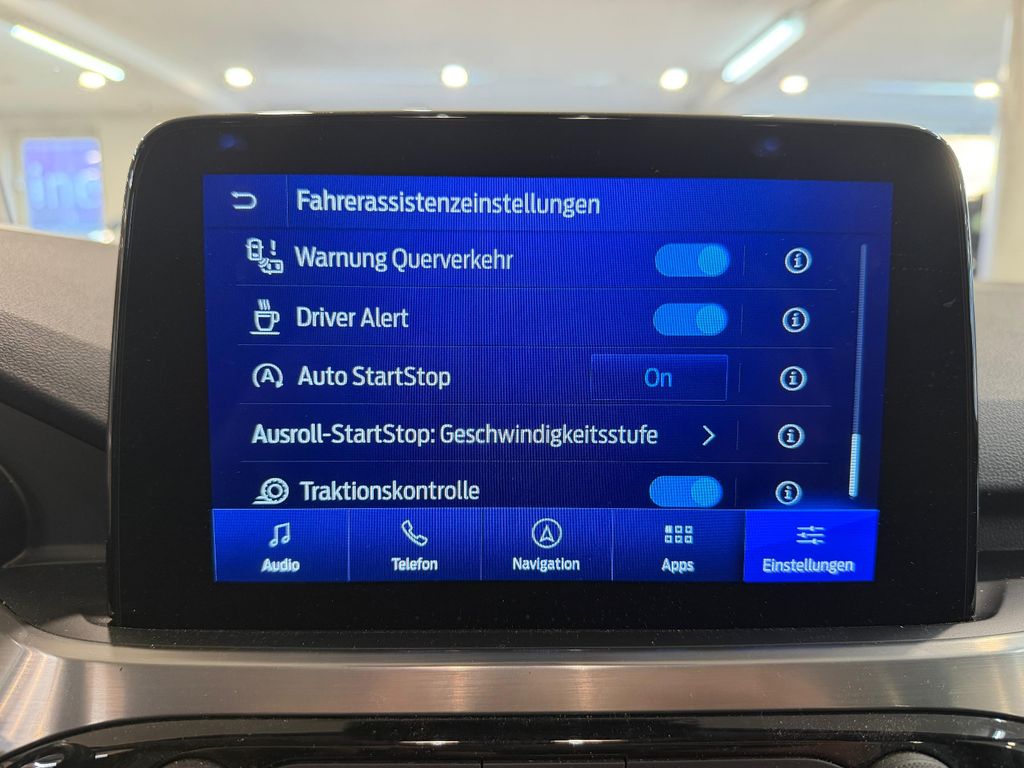 Fahrerassistenzeinstellungen
Warnung Querverkehr
Driver Alert
Auto StartStop On
Ausroll-StartStop: Geschwindigkeitsstufe
Traktionskontrolle
Audio Telefon Navigation Apps Einstellungen